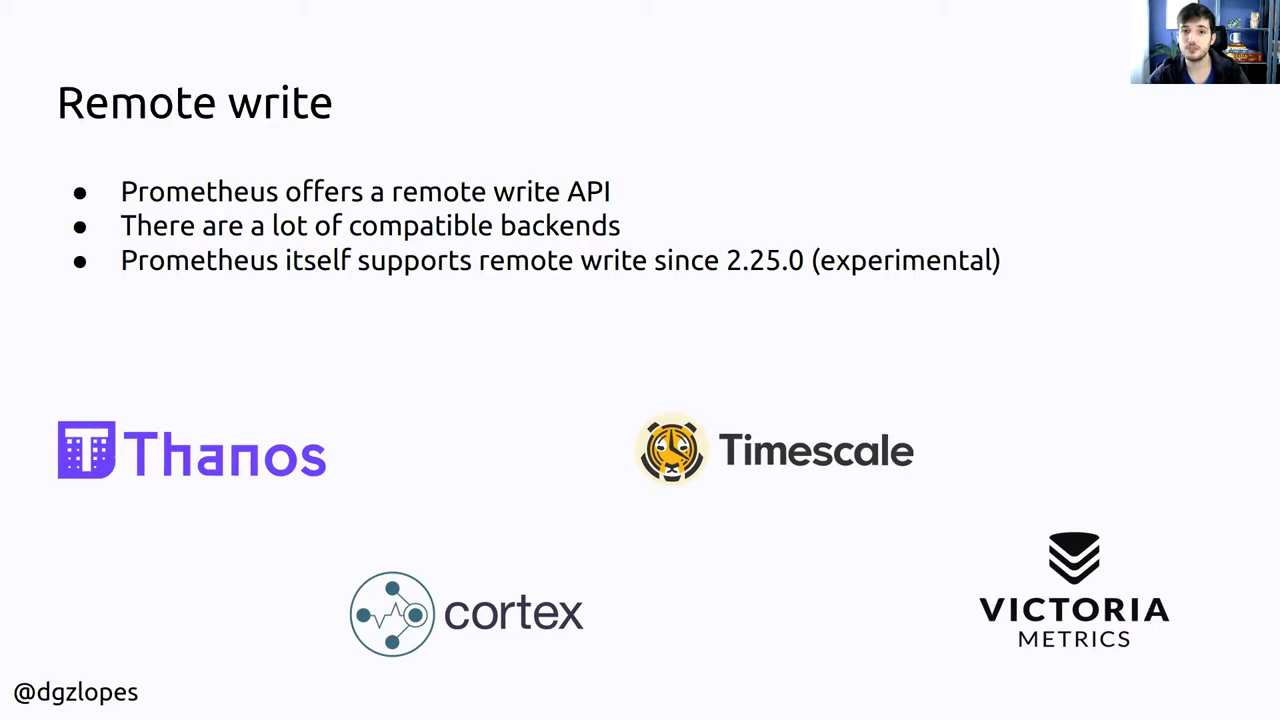 Remote write
● Prometheus offers a remote write API
● There are a lot of compatible backends
● Prometheus itself supports remote write since 2.25.0 (experimental)
Thanos
Timescale
cortex
VICTORIA
METRICS
@dgzlopes